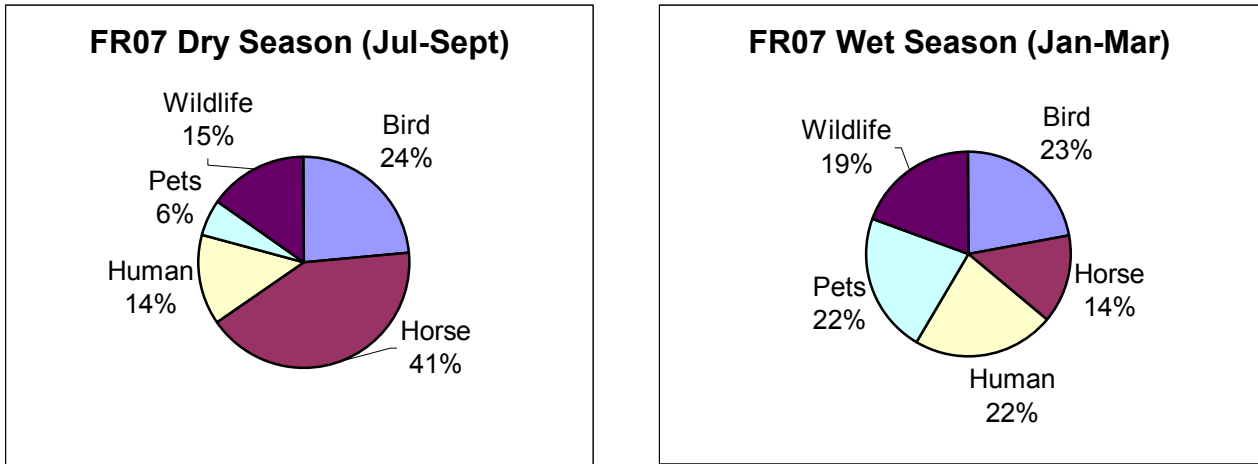 FR07 Dry Season (Jul-Sept)
Wildlife
15%
Bird
24%
Pets
6%
Human
14%
Horse
41%
FR07 Wet Season (Jan-Mar)
Wildlife
19%
Bird
23%
Pets
22%
Horse
14%
Human
22%